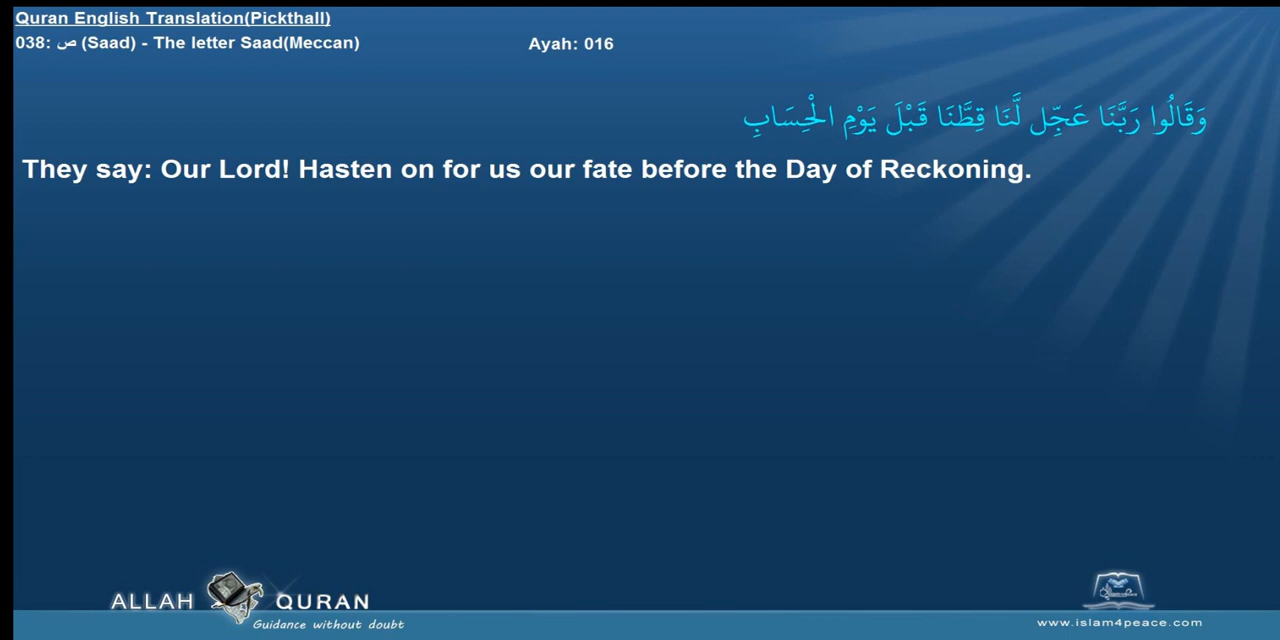 Quran English Translation(Pickthall)
038: ص (Saad) - The letter Saad(Meccan) Ayah: 016
وَقَالُوا رَبَّنَا عَجِّل لَّنَا قِطَّنَا قَبْلَ يَوْمِ الْحِسَابِ
They say: Our Lord! Hasten on for us our fate before the Day of Reckoning.
ALLAH QURAN
Guidance without doubt
www.islam4peace.com